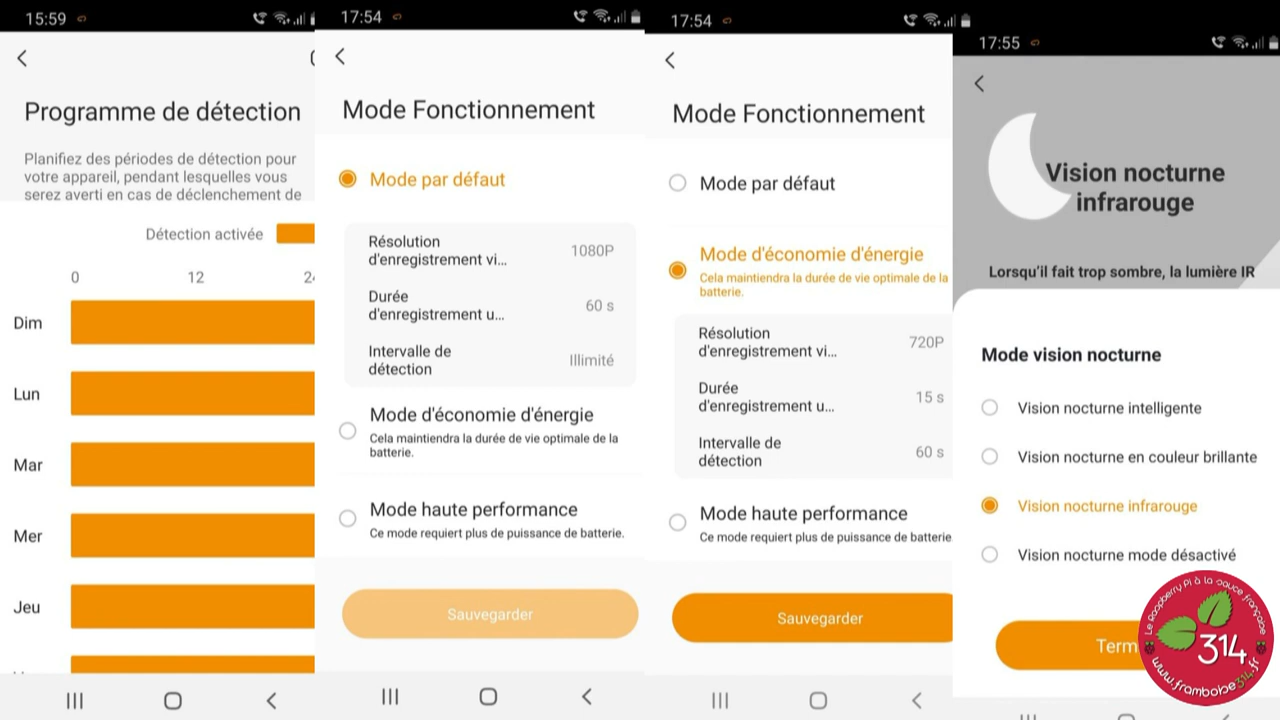 15:59
Programme de détection
Planifiez des périodes de détection pour
votre appareil, pendant lesquelles vous
serez averti en cas de déclenchement de
Détection activée
0 12 24
Dim
Lun
Mar
Mer
Jeu
17:54
Mode Fonctionnement
Mode par défaut
Résolution
d'enregistrement vi... 1080P
Durée
d'enregistrement u... 60 s
Intervalle de
détection Illimité
Mode d'économie d'énergie
Cela maintiendra la durée de vie optimale de la
batterie.
Mode haute performance
Ce mode requiert plus de puissance de batterie.
Sauvegarder
17:54
Mode Fonctionnement
Mode par défaut
Mode d'économie d'énergie
Cela maintiendra la durée de vie optimale de la
batterie.
Résolution
d'enregistrement vi... 720P
Durée
d'enregistrement u... 15 s
Intervalle de
détection 60 s
Mode haute performance
Ce mode requiert plus de puissance de batterie
Sauvegarder
17:55
Vision nocturne
infrarouge
Lorsqu'il fait trop sombre, la lumière IR
Mode vision nocturne
Vision nocturne intelligente
Vision nocturne en couleur brillante
Vision nocturne infrarouge
Vision nocturne mode désactivé
Term
Le Raspberry Pi à la sauce française
314
www.framboise314.fr